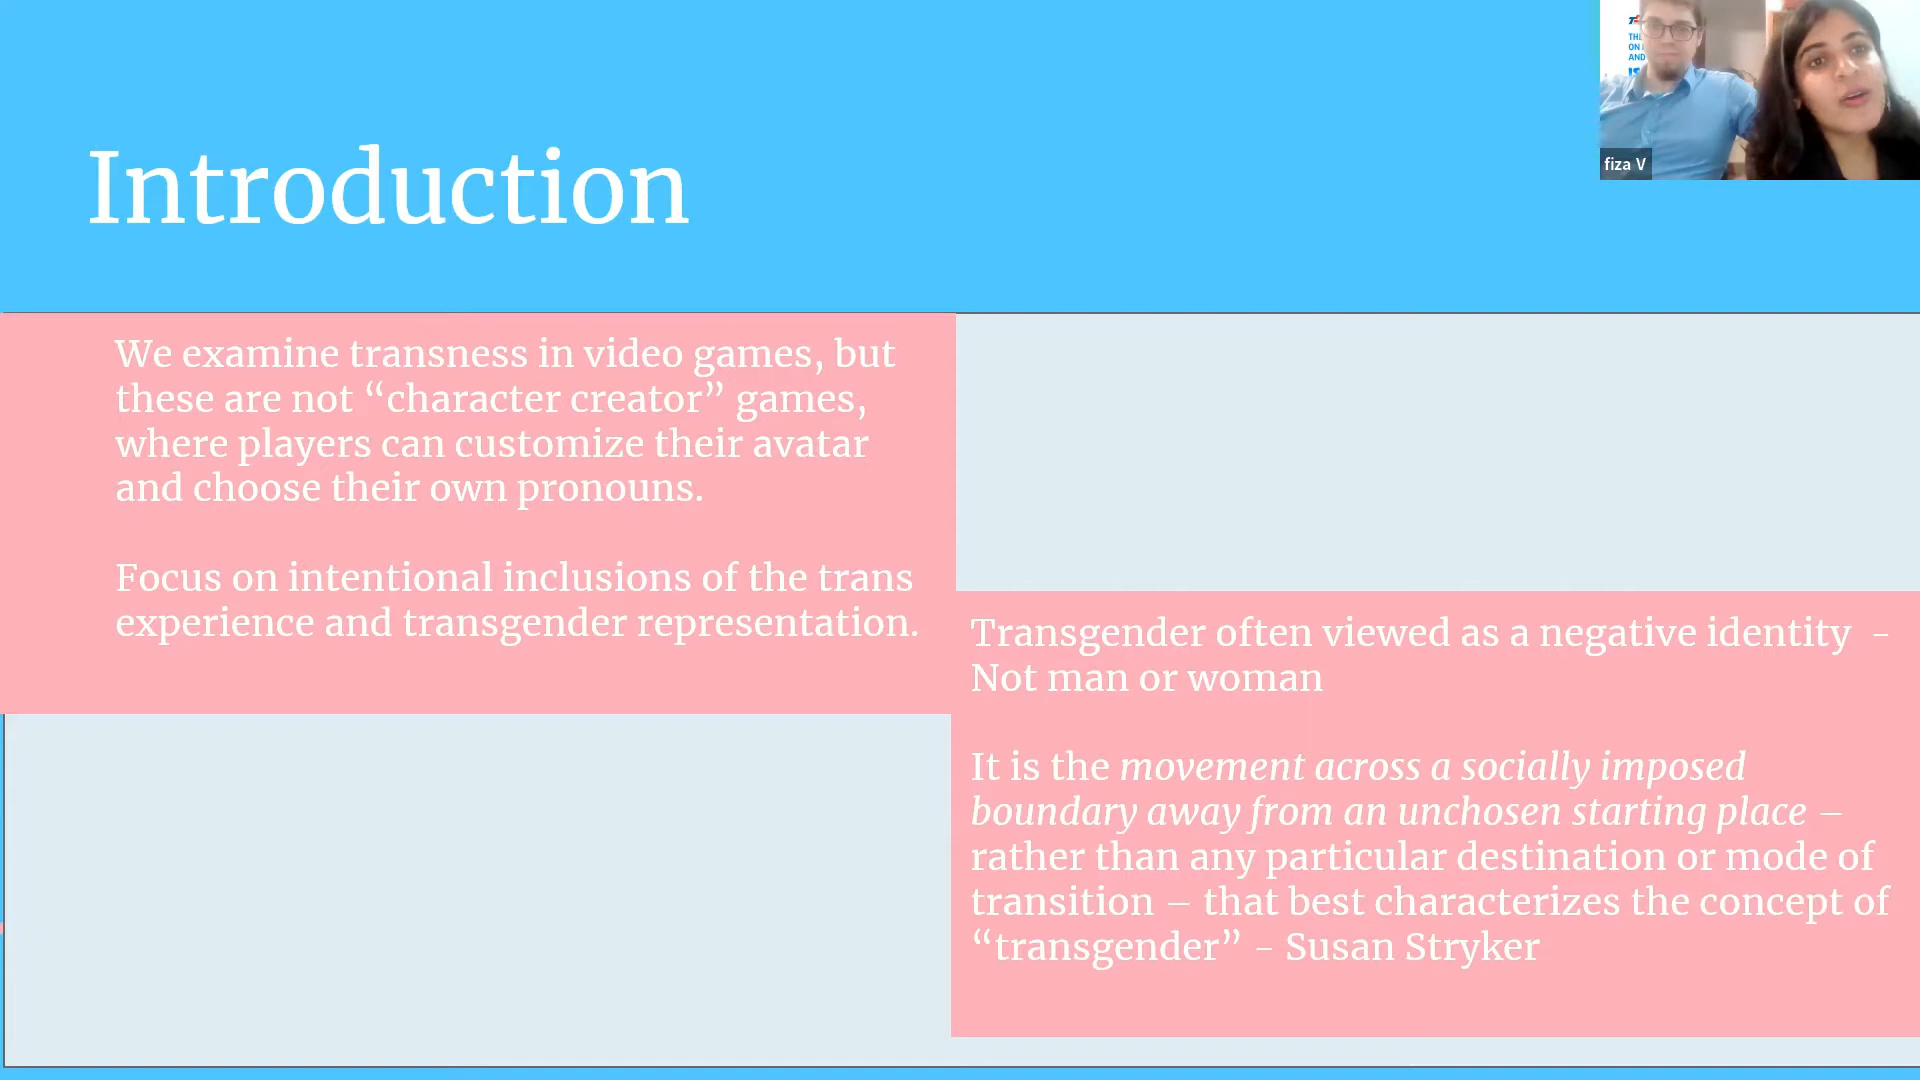 Introduction
We examine transness in video games, but
these are not “character creator” games,
where players can customize their avatar
and choose their own pronouns.
Focus on intentional inclusions of the trans
experience and transgender representation.
Transgender often viewed as a negative identity -
Not man or woman
It is the movement across a socially imposed
boundary away from an unchosen starting place –
rather than any particular destination or mode of
transition – that best characterizes the concept of
“transgender” - Susan Stryker
fiza V
AND